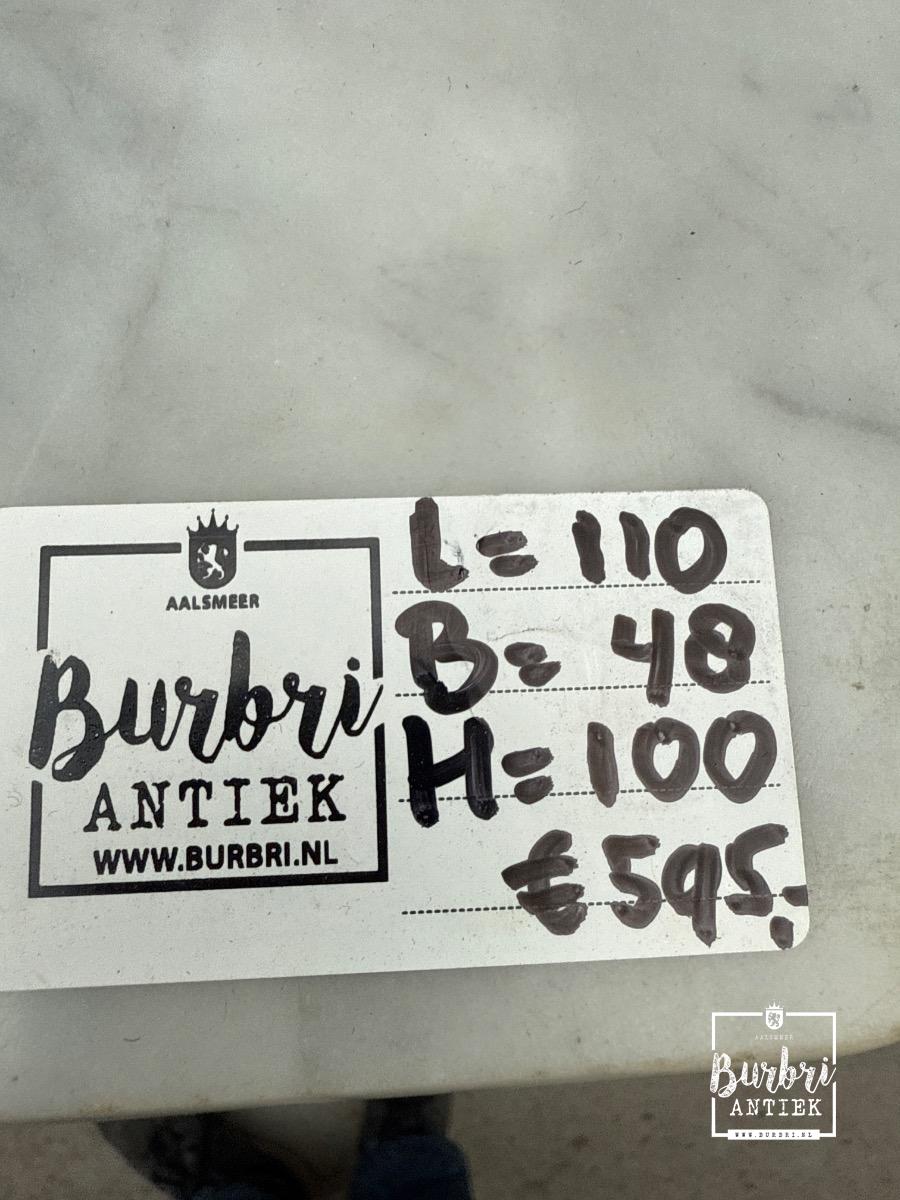 AALSMEER
Burbri
ANTIEK
WWW.BURBRI.NL
L= 110
B= 48
H= 100
€ 595,-
AALSMEER
Burbri
ANTIEK
WWW.BURBRI.NL